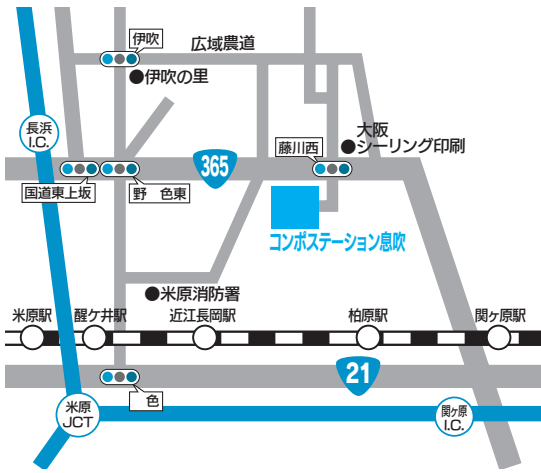 伊吹
広域農道
●伊吹の里
長浜
I.C.
大阪
●シーリング印刷
藤川西
365
国道東上坂
野 色東
コンポステーション息吹
●米原消防署
米原駅
醒ケ井駅
近江長岡駅
柏原駅
関ヶ原駅
21
色
米原
JCT
関ヶ原
I.C.